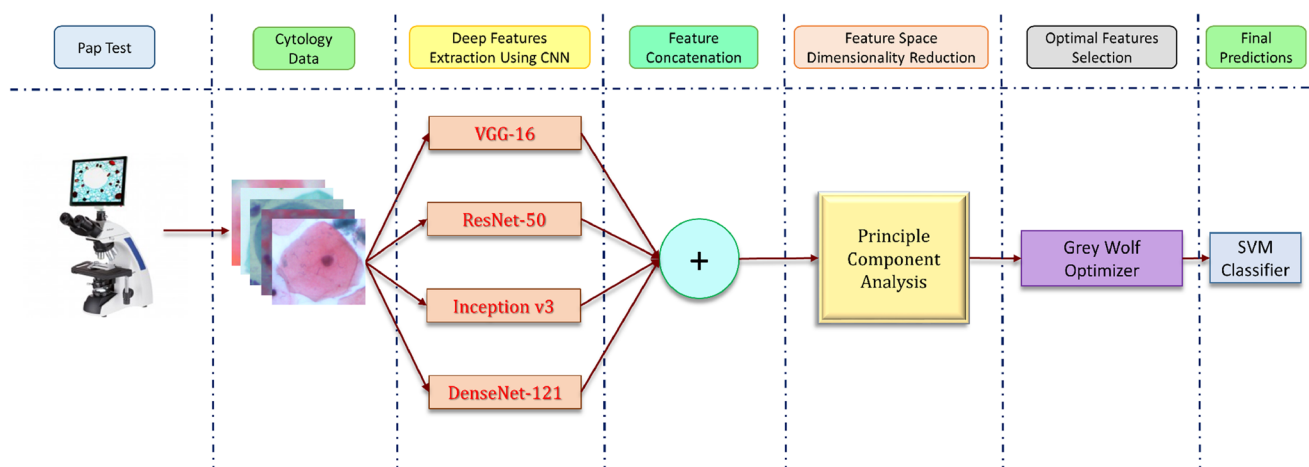 Pap Test
Cytology
Data
Deep Features
Extraction Using CNN
Feature
Concatenation
Feature Space
Dimensionality Reduction
Optimal Features
Selection
Final
Predictions
VGG-16
ResNet-50
Inception v3
DenseNet-121
+
Principle
Component
Analysis
Grey Wolf
Optimizer
SVM
Classifier